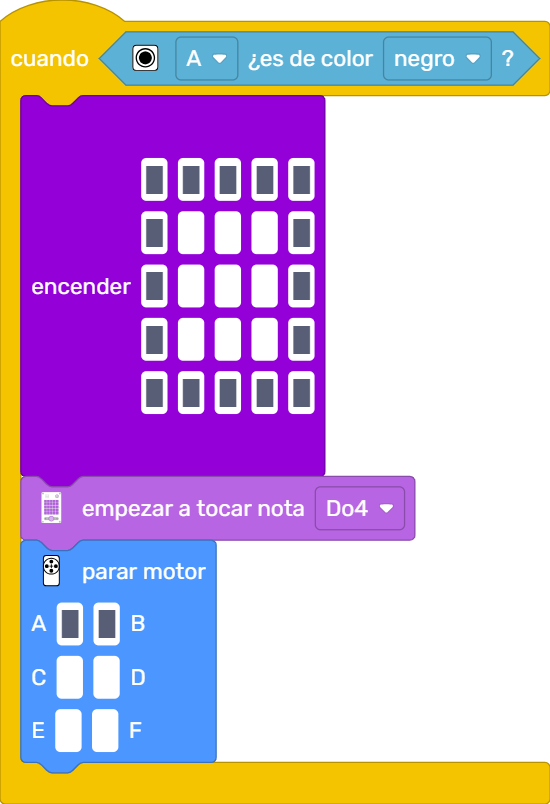 cuando A ¿es de color negro ?
encender
empezar a tocar nota Do4
parar motor
A B
C D
E F